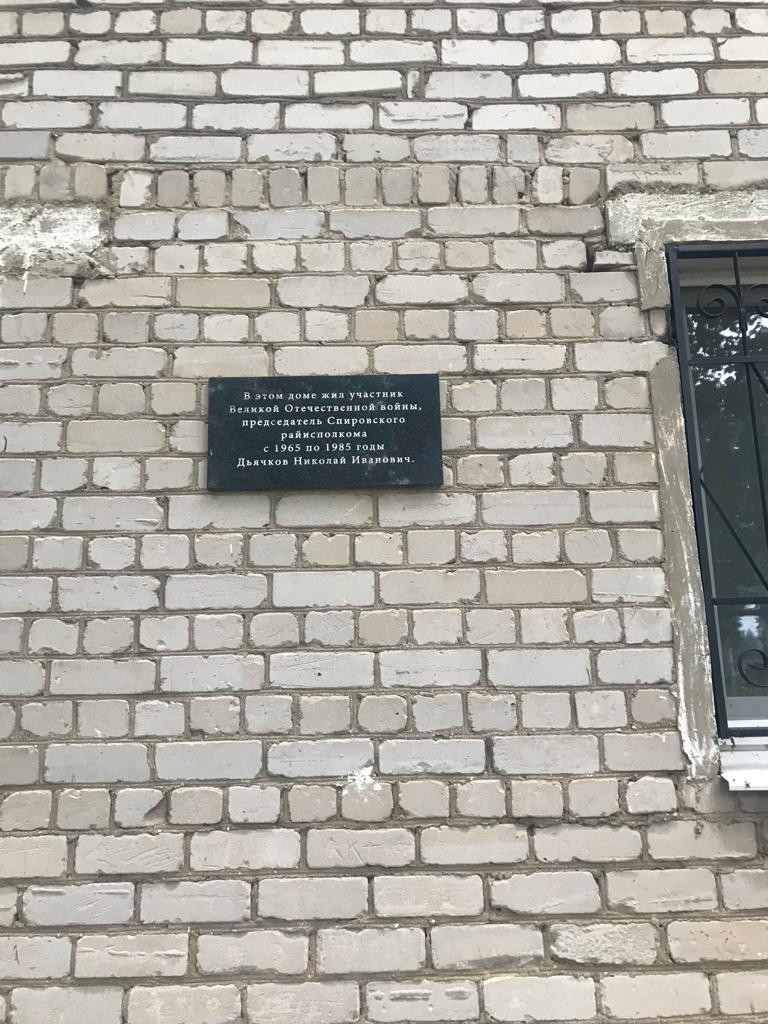 В этом доме жил участник
Великой Отечественной войны,
председатель Спировского
райисполкома
с 1965 по 1985 годы
Дьячков Николай Иванович.